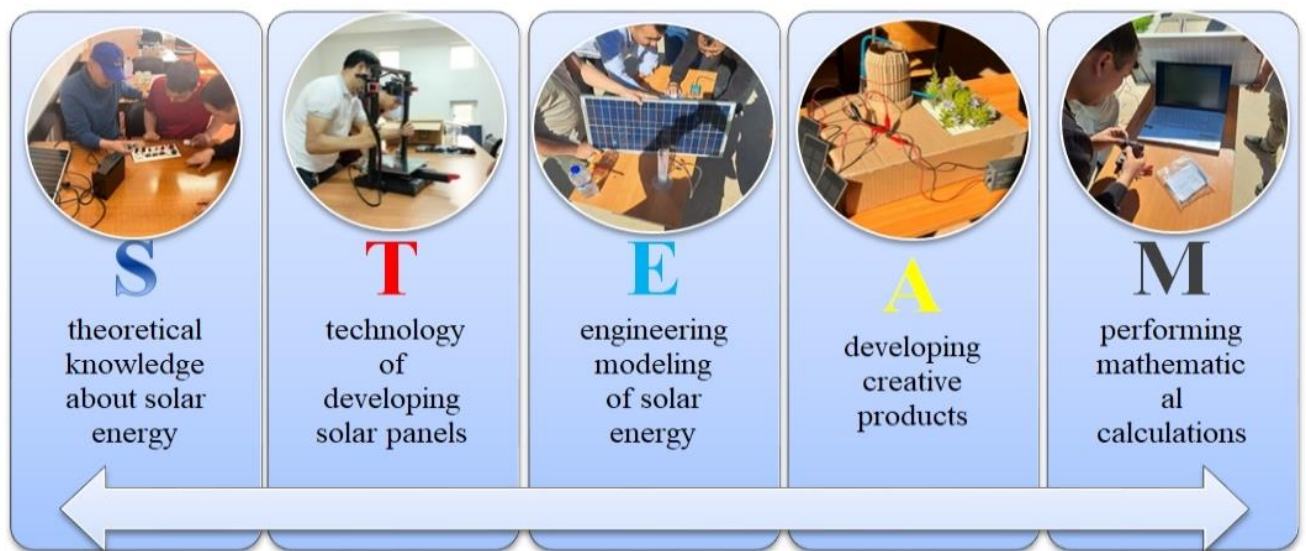 S
theoretical
knowledge
about solar
energy
T
technology
of
developing
solar panels
E
engineering
modeling
of solar
energy
A
developing
creative
products
M
performing
mathematic
al
calculations